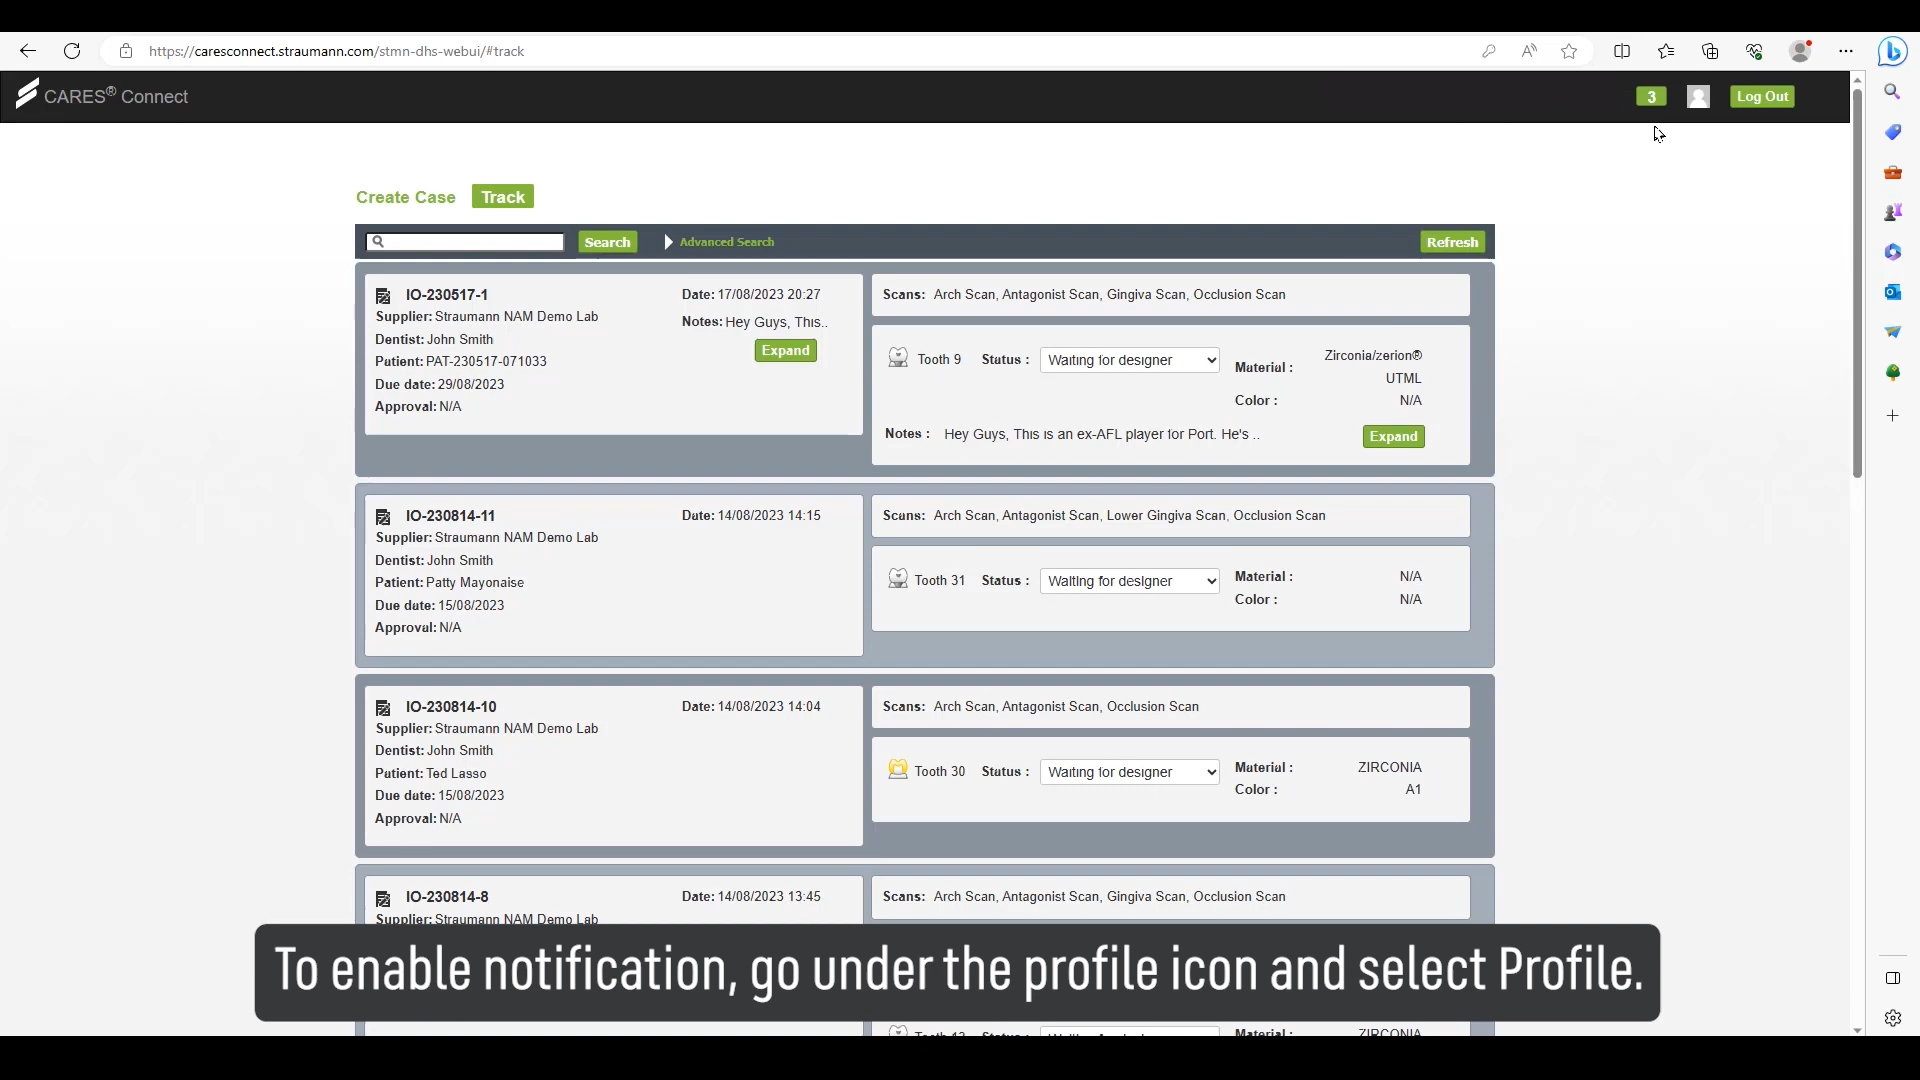 https://caresconnect.straumann.com/stmn-dhs-webui/#track
CARES® Connect
3
Log Out
Create Case
Track
Search
Advanced Search
Refresh
IO-230517-1
Date: 17/08/2023 20:27
Supplier: Straumann NAM Demo Lab
Notes: Hey Guys, This..
Dentist: John Smith
Expand
Patient: PAT-230517-071033
Due date: 29/08/2023
Approval: N/A
Scans: Arch Scan, Antagonist Scan, Gingiva Scan, Occlusion Scan
Tooth 9 Status : Waiting for designer
Material : Zirconia/zerion® UTML
Color : N/A
Notes : Hey Guys, This is an ex-AFL player for Port. He's ..
Expand
IO-230814-11
Date: 14/08/2023 14:15
Supplier: Straumann NAM Demo Lab
Dentist: John Smith
Patient: Patty Mayonaise
Due date: 15/08/2023
Approval: N/A
Scans: Arch Scan, Antagonist Scan, Lower Gingiva Scan, Occlusion Scan
Tooth 31 Status : Waiting for designer
Material : N/A
Color : N/A
IO-230814-10
Date: 14/08/2023 14:04
Supplier: Straumann NAM Demo Lab
Dentist: John Smith
Patient: Ted Lasso
Due date: 15/08/2023
Approval: N/A
Scans: Arch Scan, Antagonist Scan, Occlusion Scan
Tooth 30 Status : Waiting for designer
Material : ZIRCONIA
Color : A1
IO-230814-8
Date: 14/08/2023 13:45
Supplier: Straumann NAM Demo Lab
Scans: Arch Scan, Antagonist Scan, Gingiva Scan, Occlusion Scan
To enable notification, go under the profile icon and select Profile.
Material : ZIRCONIA